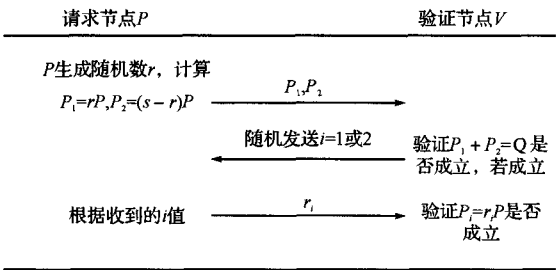 请求节点P 验证节点V
P生成随机数r，计算
P₁=rP,P₂=(s－r)P
P₁,P₂
随机发送i=1或2
验证P₁＋P₂=Q是
否成立，若成立
根据收到的i值
rᵢ
验证Pᵢ=rᵢP是否
成立